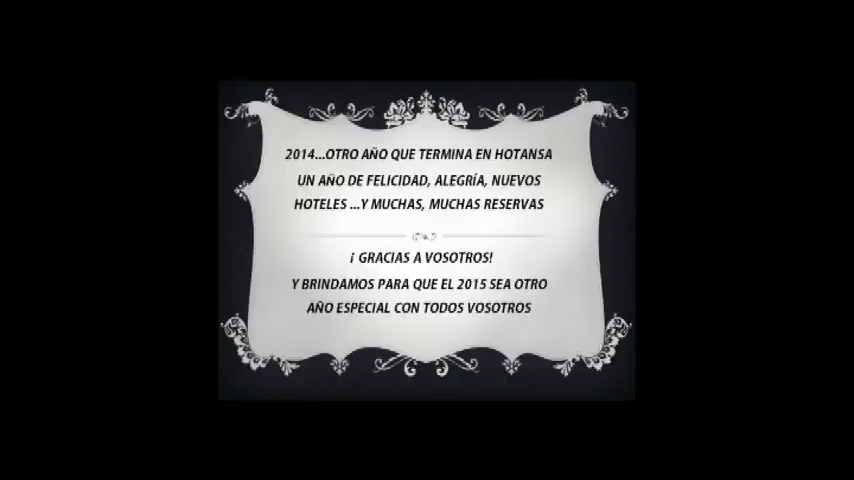 2014...OTRO AÑO QUE TERMINA EN HOTANSA
UN AÑO DE FELICIDAD, ALEGRÍA, NUEVOS
HOTELES ...Y MUCHAS, MUCHAS RESERVAS
¡ GRACIAS A VOSOTROS!
Y BRINDAMOS PARA QUE EL 2015 SEA OTRO
AÑO ESPECIAL CON TODOS VOSOTROS